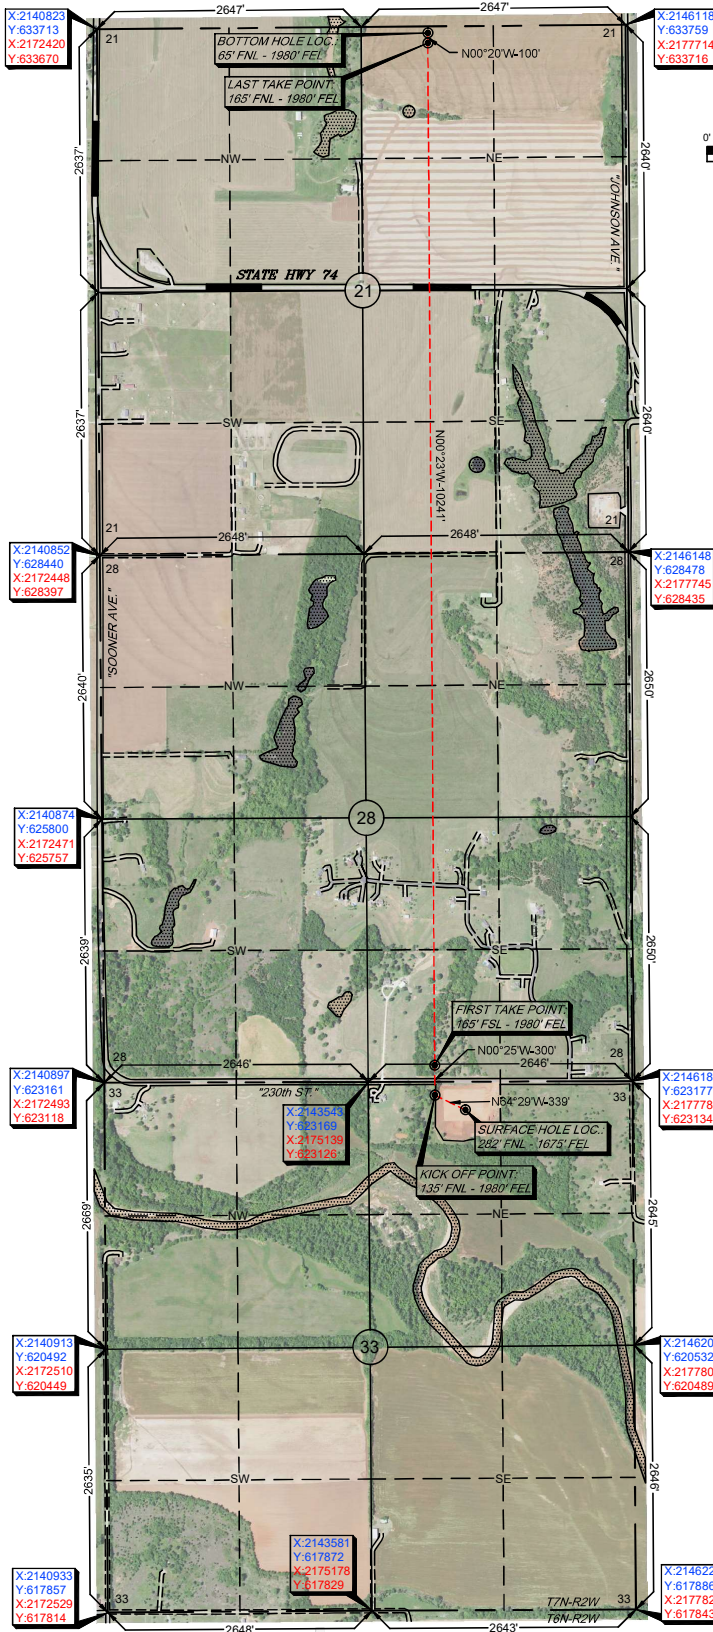 2647'
2647'
X:2140823
Y:633713
X:2172420
Y:633670
X:2146118
Y:633759
X:2177714
Y:633716
21
21
BOTTOM HOLE LOC.:
65' FNL - 1980' FEL
N00°20'W-100'
LAST TAKE POINT:
165' FNL - 1980' FEL
0'
2637'
NW
NE
2640'
"JOHNSON AVE."
STATE HWY 74
21
2637'
SW
SE
2640'
N00°23'W-10241'
21
21
2648'
2648'
X:2140852
Y:628440
X:2172448
Y:628397
X:2146148
Y:628478
X:2177745
Y:628435
28
28
"SOONER AVE."
2640'
NW
NE
2650'
X:2140874
Y:625800
X:2172471
Y:625757
28
2639'
SW
SE
2650'
FIRST TAKE POINT:
165' FSL - 1980' FEL
N00°25'W-300'
28
2646'
2646'
28
X:2140897
Y:623161
X:2172493
Y:623118
33
"230th ST."
33
X:214618
Y:623177
X:217778
Y:623134
X:2143543
Y:623169
X:2175139
Y:623126
N64°29'W-339'
SURFACE HOLE LOC.:
282' FNL - 1675' FEL
KICK OFF POINT:
135' FNL - 1980' FEL
2669'
NW
NE
2645'
X:2140913
Y:620492
X:2172510
Y:620449
33
X:214620
Y:620532
X:217780
Y:620489
2635'
SW
SE
2646'
X:2143581
Y:617872
X:2175178
Y:617829
X:2140933
Y:617857
X:2172529
Y:617814
X:214622
Y:617886
X:217782
Y:617843
33
33
T7N-R2W
T6N-R2W
2648'
2643'